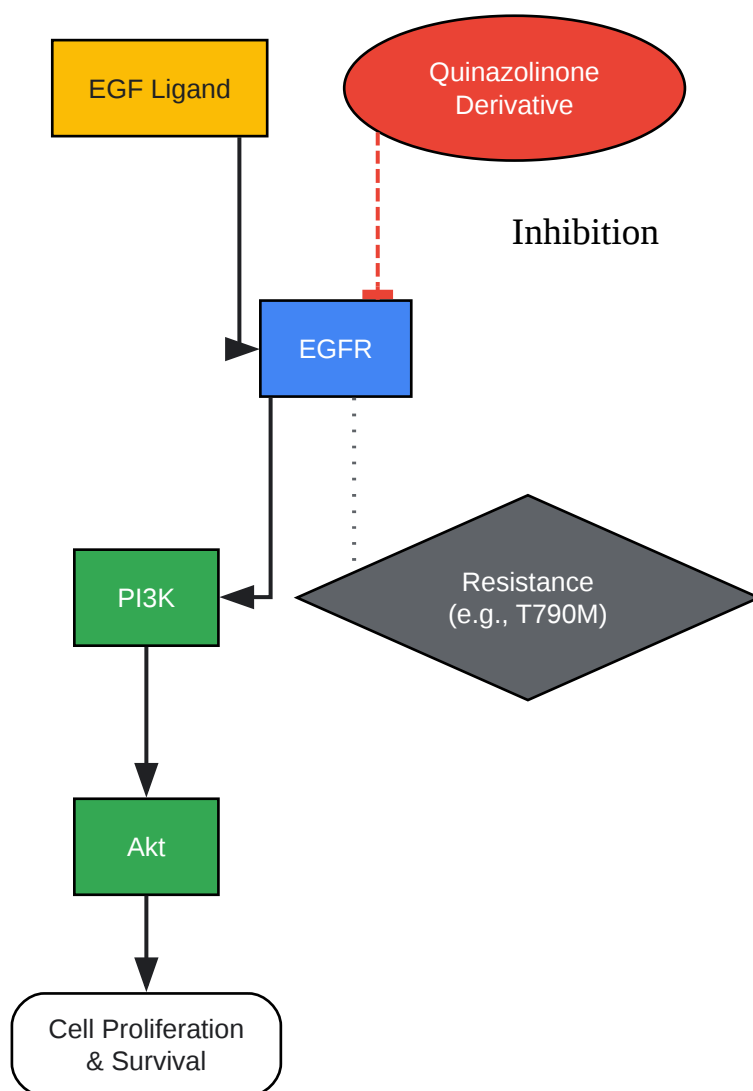 EGF Ligand
Quinazolinone
Derivative
Inhibition
EGFR
PI3K
Resistance
(e.g., T790M)
Akt
Cell Proliferation
& Survival